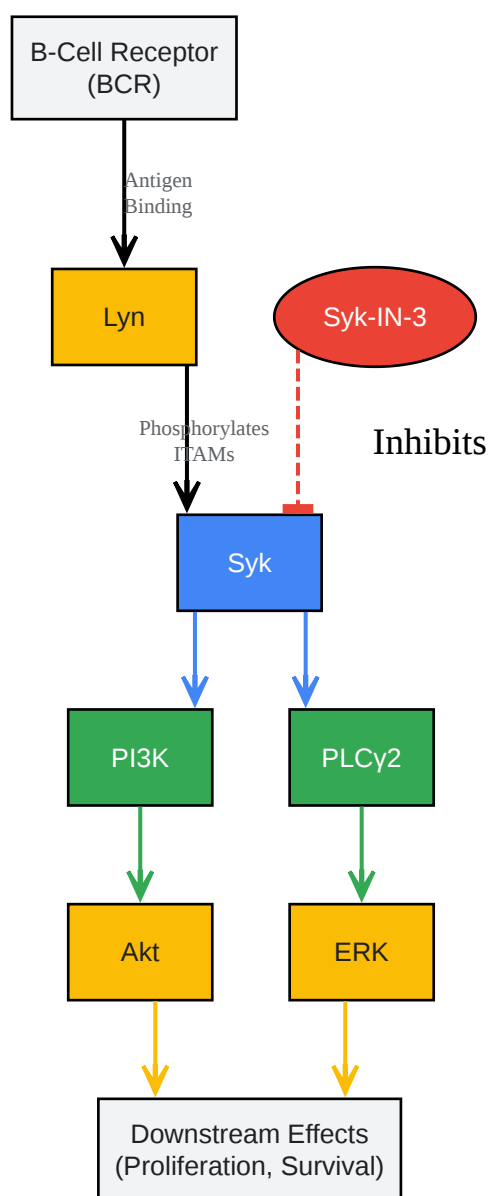 B-Cell Receptor
(BCR)
Antigen
Binding
Lyn
Syk-IN-3
Phosphorylates
ITAMs
Inhibits
Syk
PI3K
PLCγ2
Akt
ERK
Downstream Effects
(Proliferation, Survival)